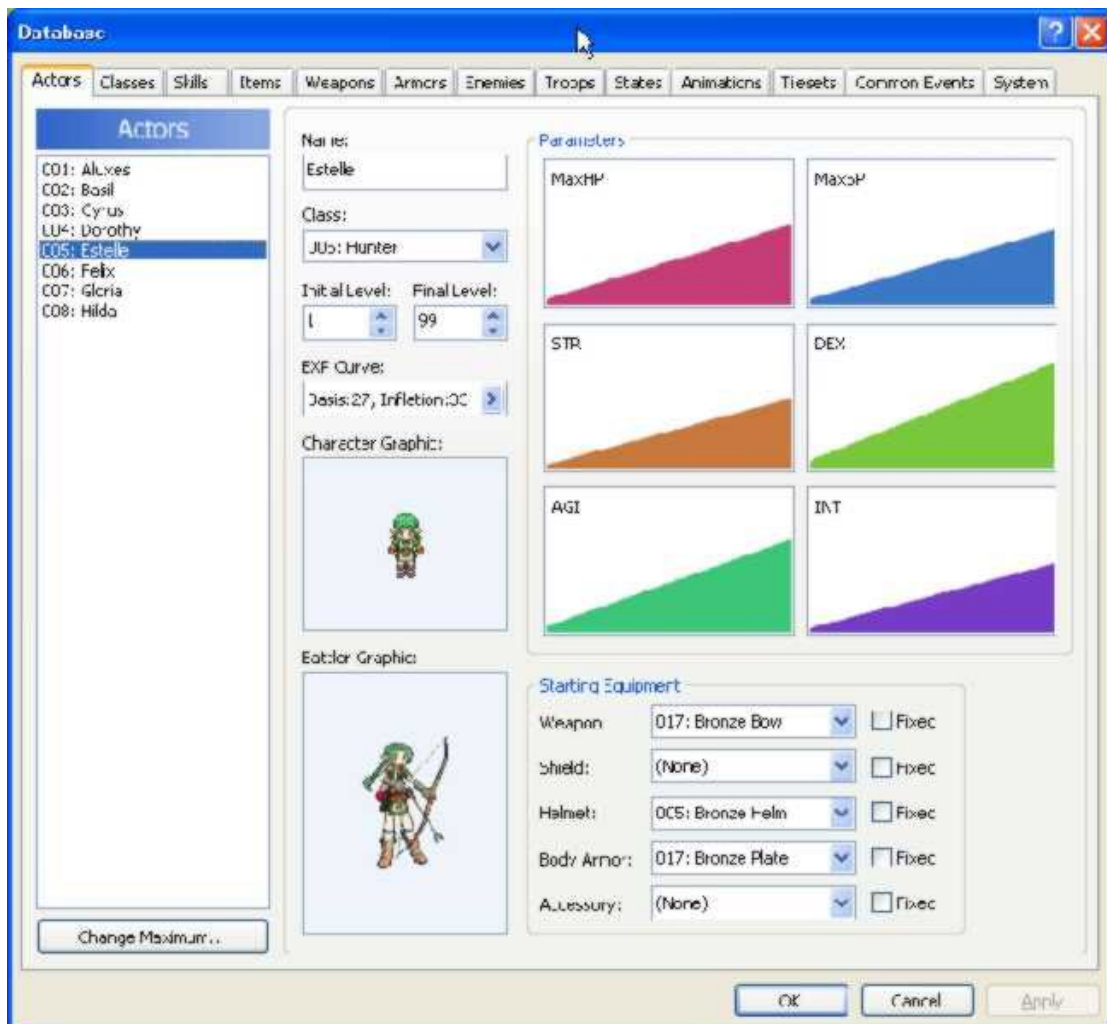 Database
Actors Classes Skills Items Weapons Armors Enemies Troops States Animations Tilesets Common Events System
Actors
001: Aluxes
002: Basil
003: Cyrus
004: Dorothy
005: Estelle
006: Felix
007: Gloria
008: Hilda
Change Maximum...
Name:
Estelle
Class:
005: Hunter
Initial Level: Final Level:
1 99
EXP Curve:
Basis:27, Infletion:30
Character Graphic:
Battler Graphic:
Parameters
MaxHP MaxSP
STR DEX
AGI INT
Starting Equipment
Weapon 017: Bronze Bow Fixed
Shield: (None) Fixed
Helmet: 005: Bronze Helm Fixed
Body Armor: 017: Bronze Plate Fixed
Accessory: (None) Fixed
OK Cancel Apply